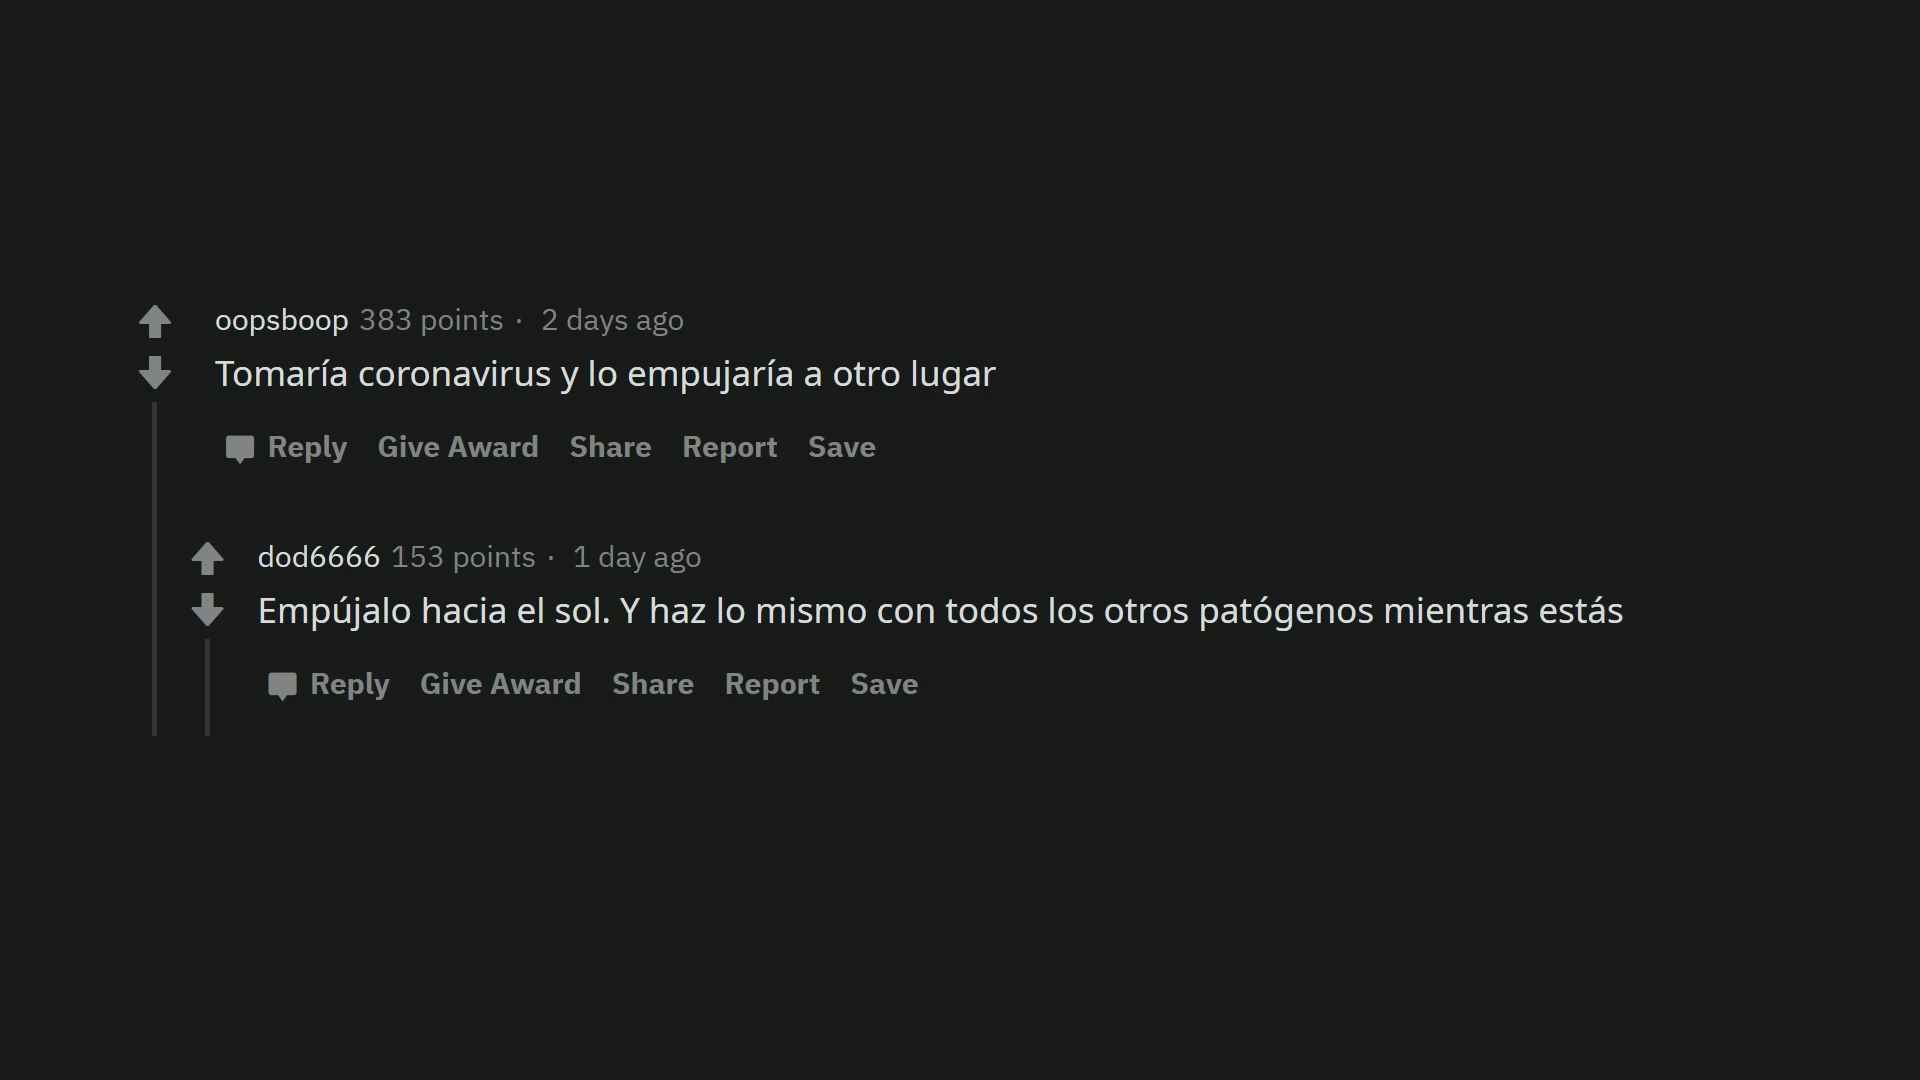 oopsboop 383 points · 2 days ago
Tomaría coronavirus y lo empujaría a otro lugar
Reply Give Award Share Report Save
dod6666 153 points · 1 day ago
Empújalo hacia el sol. Y haz lo mismo con todos los otros patógenos mientras estás
Reply Give Award Share Report Save